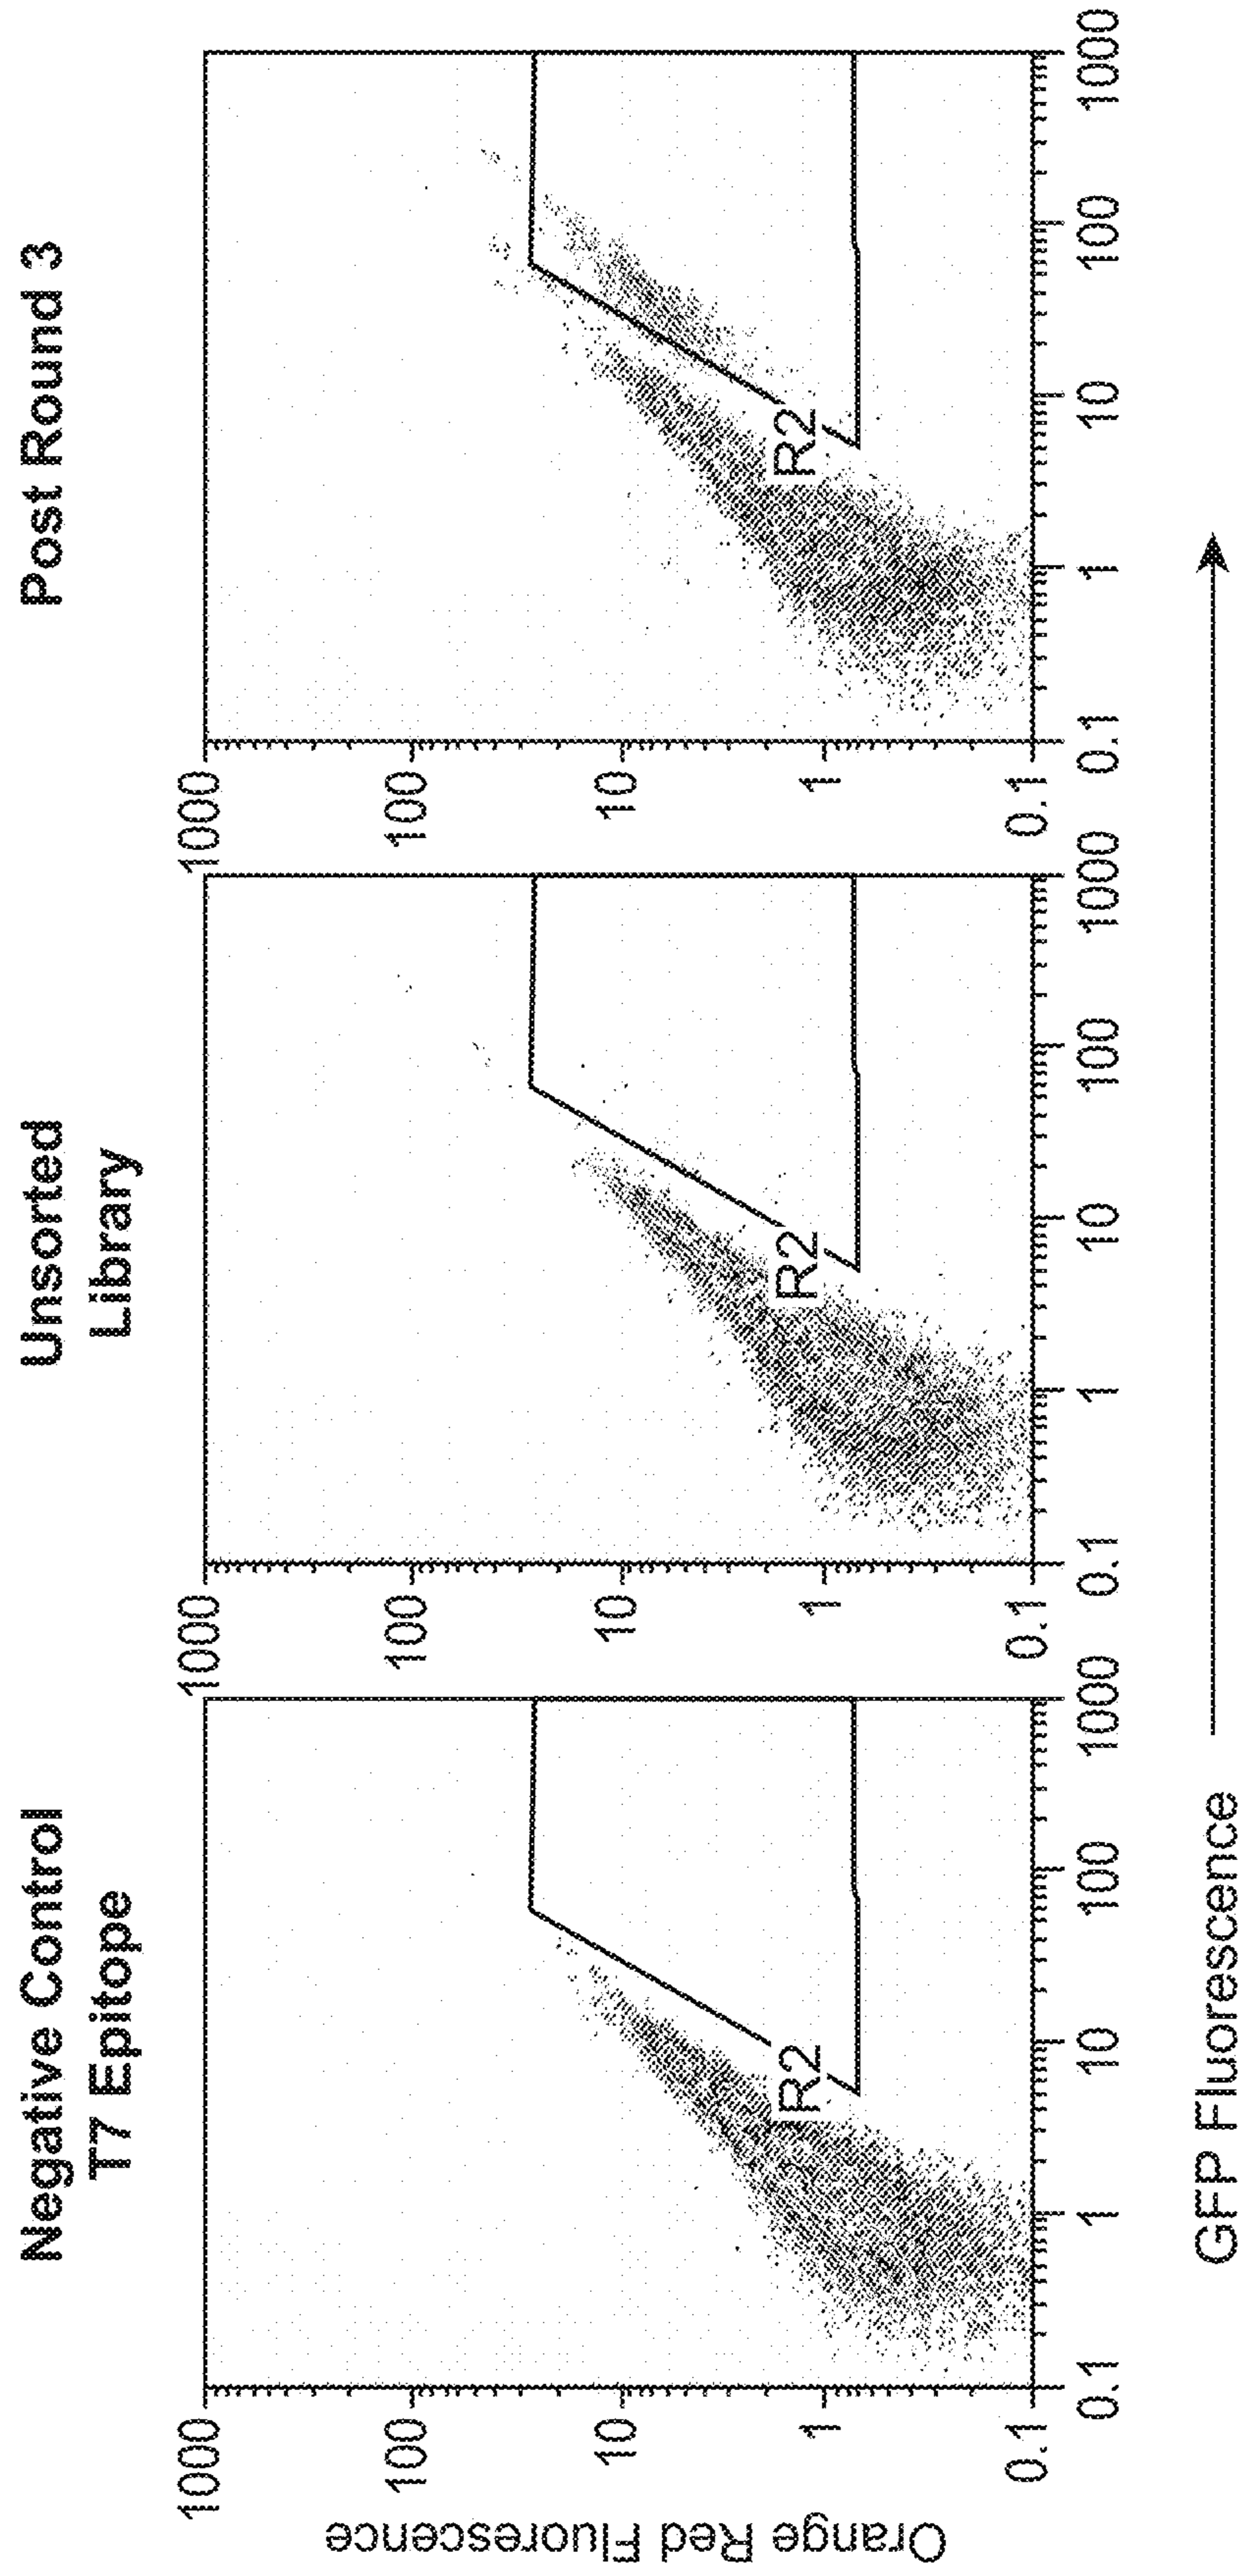 Negative Control
T7 Epitope
Unsorted
Library
Post Round 3
Orange Red Fluorescence
1000
100
10
1
0.1
R2
0.1 1 10 100 1000
1000
100
10
1
0.1
R2
0.1 1 10 100 1000
1000
100
10
1
0.1
R2
0.1 1 10 100 1000
GFP Fluorescence